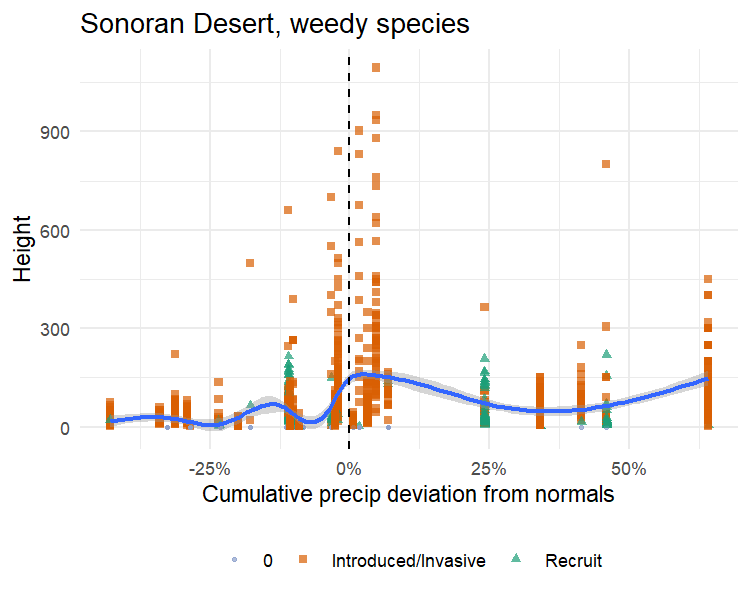 Sonoran Desert, weedy species
900
600
300
0
Height
-25% 0% 25% 50%
Cumulative precip deviation from normals
0 Introduced/Invasive Recruit